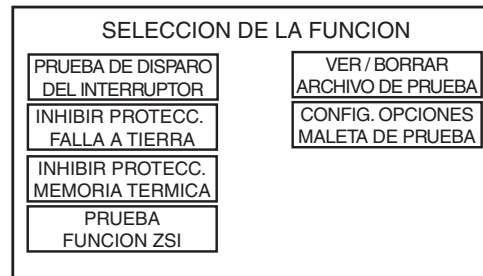 SELECCION DE LA FUNCION
PRUEBA DE DISPARO
DEL INTERRUPTOR
INHIBIR PROTECC.
FALLA A TIERRA
INHIBIR PROTECC.
MEMORIA TERMICA
PRUEBA
FUNCION ZSI
VER / BORRAR
ARCHIVO DE PRUEBA
CONFIG. OPCIONES
MALETA DE PRUEBA